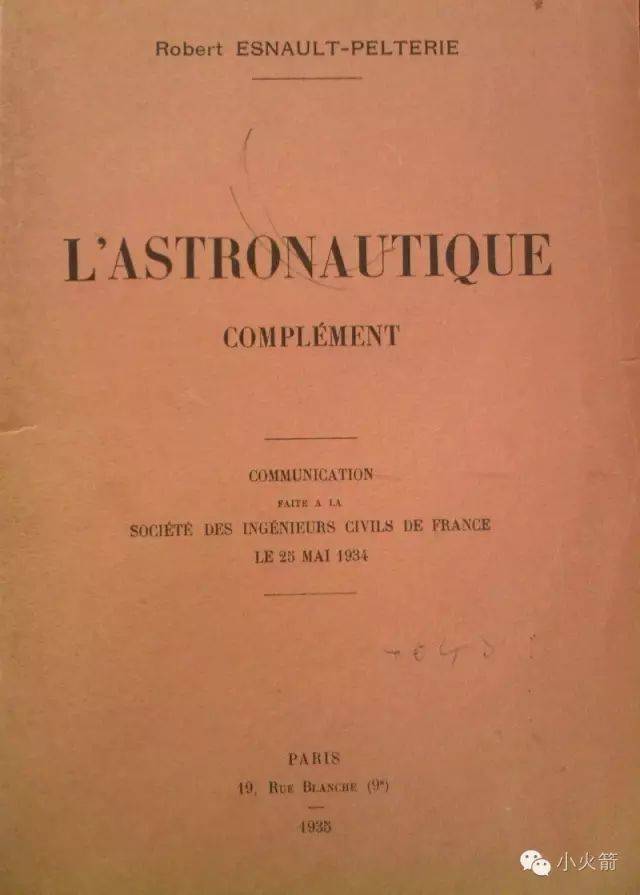 Robert ESNAULT-PELTERIE
L'ASTRONAUTIQUE
COMPLÉMENT
COMMUNICATION
FAITE A LA
SOCIÉTÉ DES INGÉNIEURS CIVILS DE FRANCE
LE 25 MAI 1934
PARIS
19, RUE BLANCHE (9e)
1935
小火箭